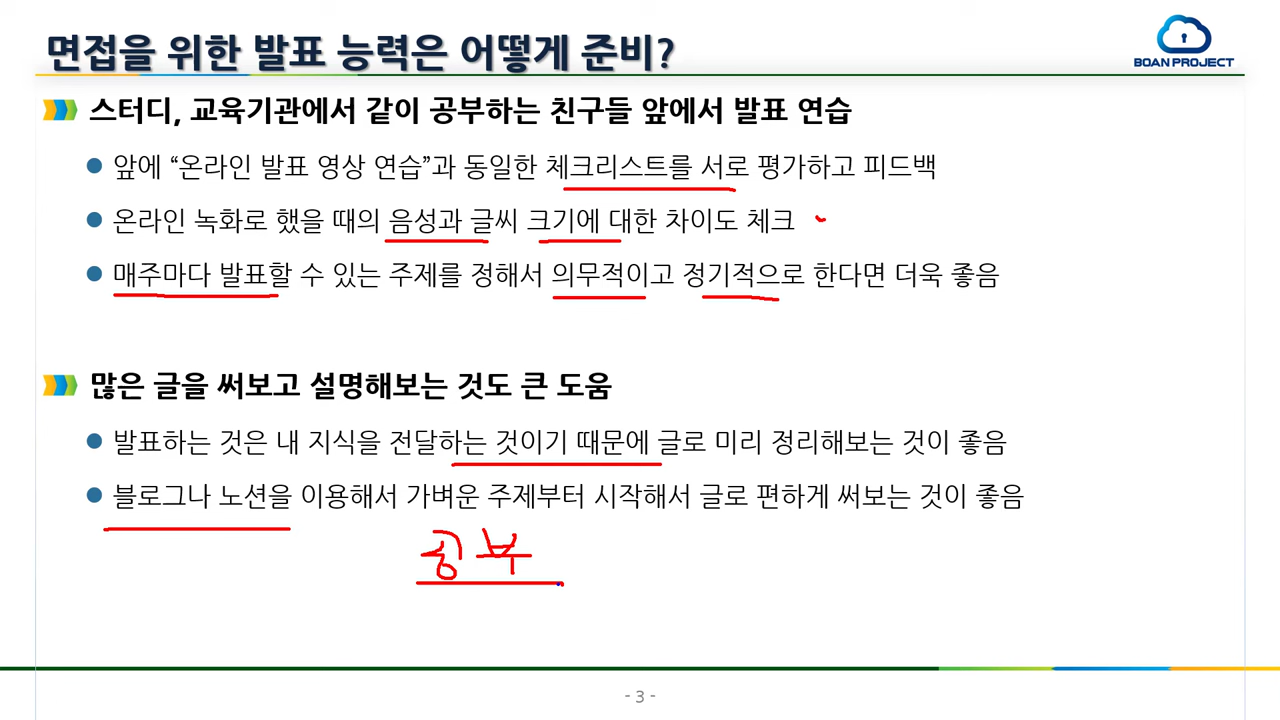 면접을 위한 발표 능력은 어떻게 준비?
BOAN PROJECT
스터디, 교육기관에서 같이 공부하는 친구들 앞에서 발표 연습
앞에 “온라인 발표 영상 연습”과 동일한 체크리스트를 서로 평가하고 피드백
온라인 녹화로 했을 때의 음성과 글씨 크기에 대한 차이도 체크
매주마다 발표할 수 있는 주제를 정해서 의무적이고 정기적으로 한다면 더욱 좋음
많은 글을 써보고 설명해보는 것도 큰 도움
발표하는 것은 내 지식을 전달하는 것이기 때문에 글로 미리 정리해보는 것이 좋음
블로그나 노션을 이용해서 가벼운 주제부터 시작해서 글로 편하게 써보는 것이 좋음
공부
- 3 -